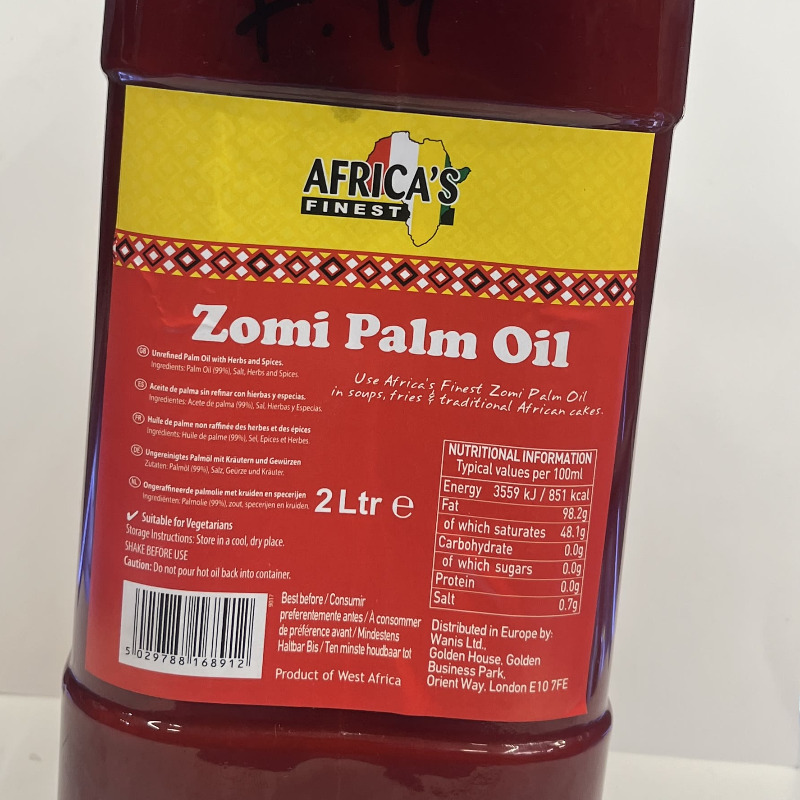 AFRICA'S
FINEST
Zomi Palm Oil
GB Unrefined Palm Oil with Herbs and Spices.
Ingredients: Palm Oil (99%), Salt, Herbs and Spices.
ES Aceite de palma sin refinar con hierbas y especias.
Ingredientes: Aceite de palma (99%), Sal, Hierbas y Especias.
FR Huile de palme non raffinée des herbes et des épices
Ingrédients: Huile de palme (99%), Sel, Epices et Herbes
DE Ungereinigtes Palmöl mit Kräutern und Gewürzen
Zutaten: Palmöl (99%), Salz, Geürze und Kräuter.
NL Ongeraffineerde palmolie met kruiden en specerijen
Ingrediënten: Palmolie (99%), zout, specerijen en kruiden.
Use Africa's Finest Zomi Palm Oil
in soups, fries & traditional African cakes.
2 Ltr e
✔ Suitable for Vegetarians
Storage Instructions: Store in a cool, dry place.
SHAKE BEFORE USE
Caution: Do not pour hot oil back into container.
NUTRITIONAL INFORMATION
Typical values per 100ml
Energy 3559 kJ / 851 kcal
Fat 98.2g
of which saturates 48.1g
Carbohydrate 0.0g
of which sugars 0.0g
Protein 0.0g
Salt 0.7g
5 029788 168912
Best before / Consumir
preferentemente antes / À consommer
de préférence avant / Mindestens
Haltbar Bis / Ten minste houdbaar tot
Product of West Africa
Distributed in Europe by:
Wanis Ltd.,
Golden House, Golden
Business Park,
Orient Way, London E10 7FE